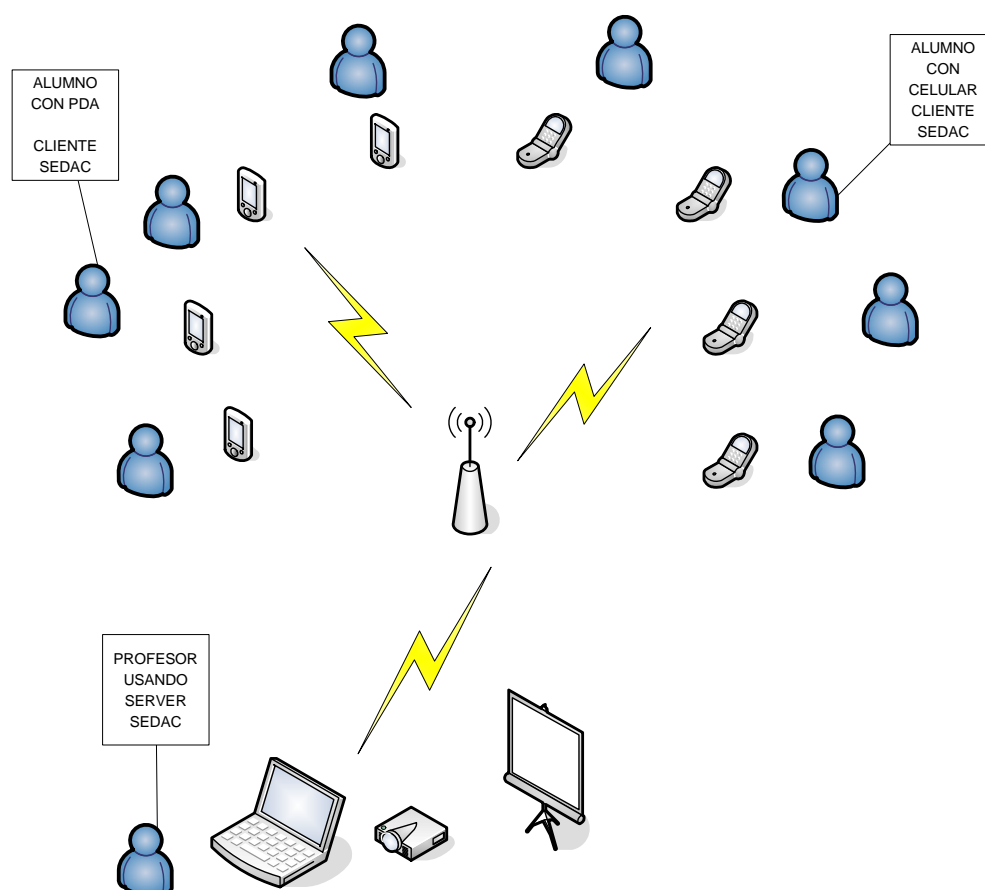 ALUMNO
CON PDA
CLIENTE
SEDAC
ALUMNO
CON
CELULAR
CLIENTE
SEDAC
PROFESOR
USANDO
SERVER
SEDAC